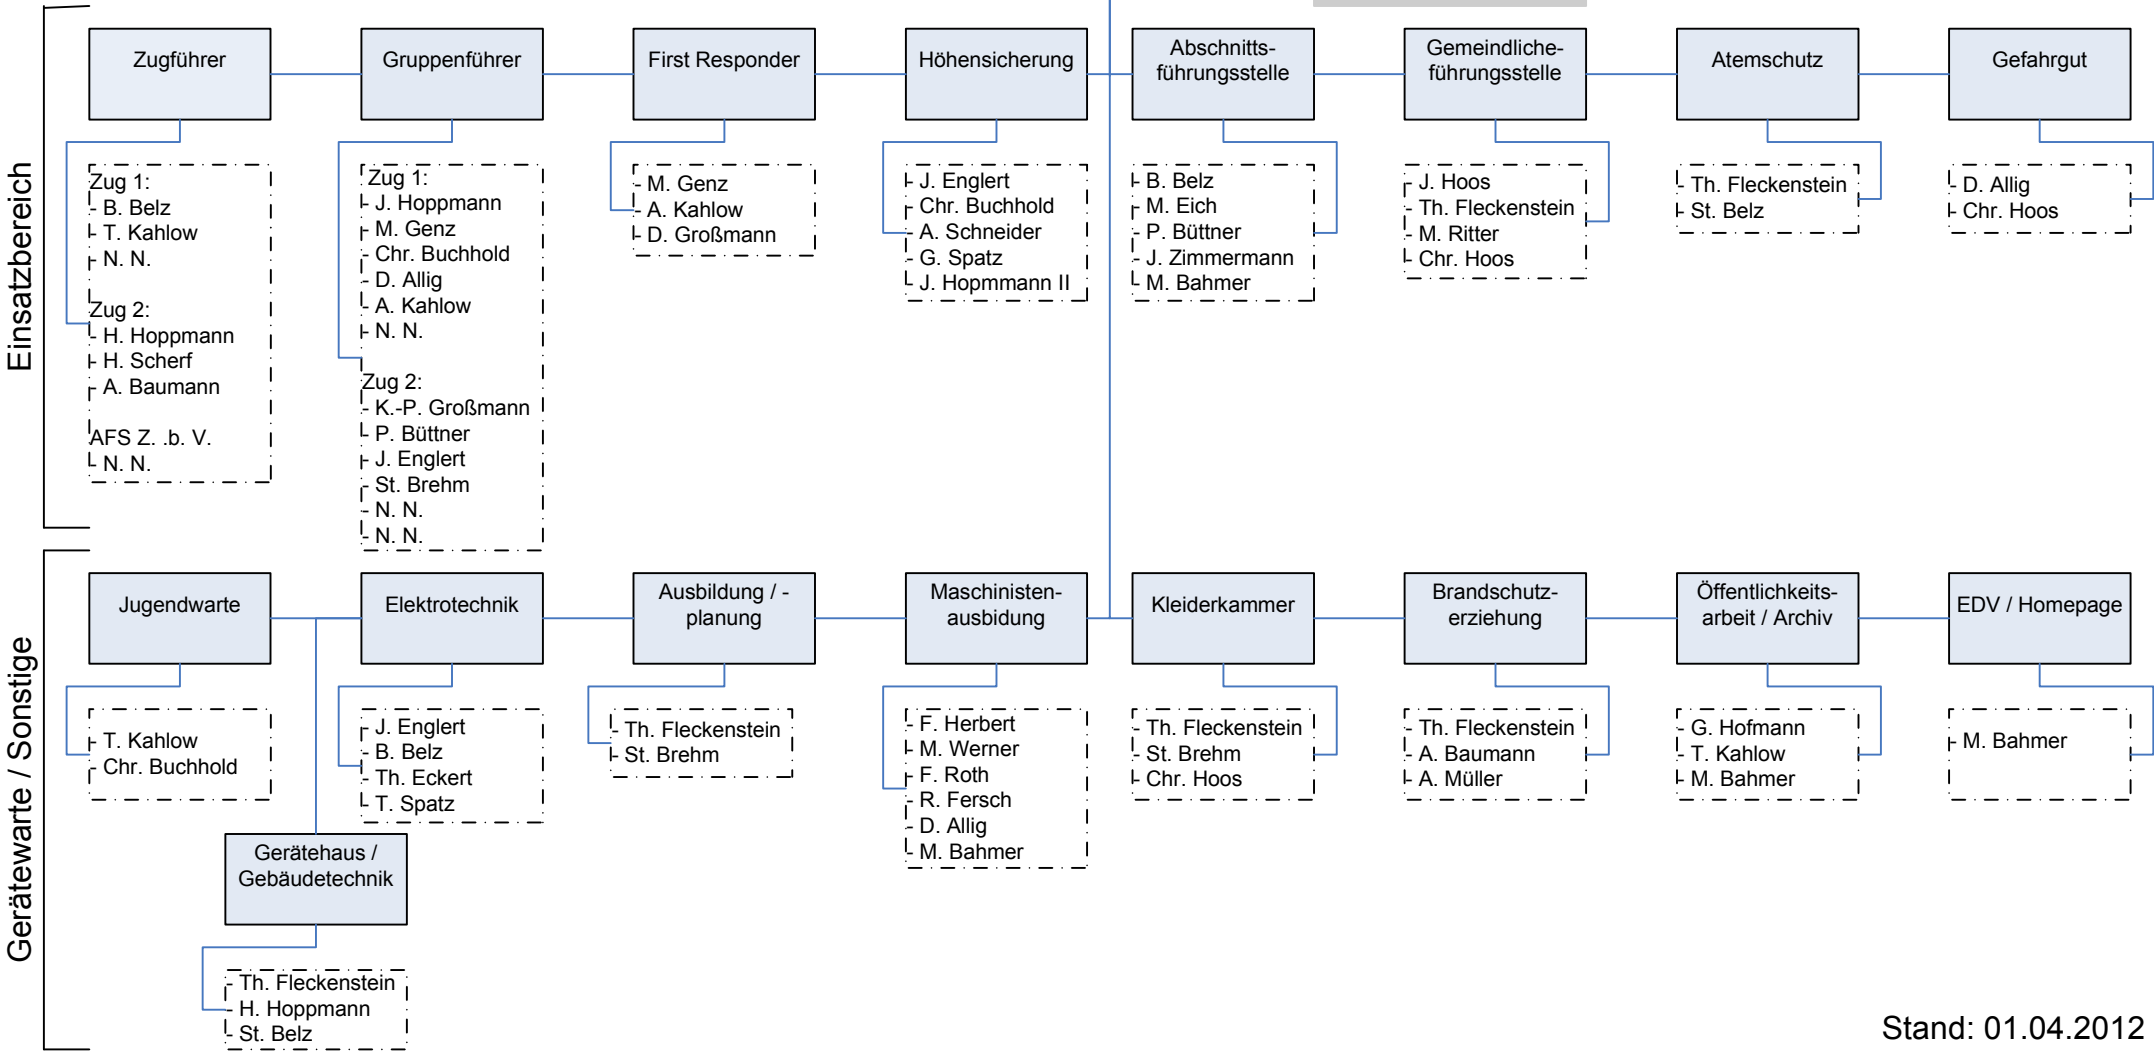 Einsatzbereich
Zugführer
Zug 1:
- B. Belz
- T. Kahlow
- N. N.
Zug 2:
- H. Hoppmann
- H. Scherf
- A. Baumann
AFS Z. .b. V.
- N. N.
Gruppenführer
Zug 1:
- J. Hoppmann
- M. Genz
- Chr. Buchhold
- D. Allig
- A. Kahlow
- N. N.
Zug 2:
- K.-P. Großmann
- P. Büttner
- J. Englert
- St. Brehm
- N. N.
- N. N.
First Responder
- M. Genz
- A. Kahlow
- D. Großmann
Höhensicherung
- J. Englert
- Chr. Buchhold
- A. Schneider
- G. Spatz
- J. Hopmmann II
Abschnitts-
führungsstelle
- B. Belz
- M. Eich
- P. Büttner
- J. Zimmermann
- M. Bahmer
Gemeindliche-
führungsstelle
- J. Hoos
- Th. Fleckenstein
- M. Ritter
- Chr. Hoos
Atemschutz
- Th. Fleckenstein
- St. Belz
Gefahrgut
- D. Allig
- Chr. Hoos
Gerätewarte / Sonstige
Jugendwarte
- T. Kahlow
- Chr. Buchhold
Gerätehaus /
Gebäudetechnik
- Th. Fleckenstein
- H. Hoppmann
- St. Belz
Elektrotechnik
- J. Englert
- B. Belz
- Th. Eckert
- T. Spatz
Ausbildung / -
planung
- Th. Fleckenstein
- St. Brehm
Maschinisten-
ausbidung
- F. Herbert
- M. Werner
- F. Roth
- R. Fersch
- D. Allig
- M. Bahmer
Kleiderkammer
- Th. Fleckenstein
- St. Brehm
- Chr. Hoos
Brandschutz-
erziehung
- Th. Fleckenstein
- A. Baumann
- A. Müller
Öffentlichkeits-
arbeit / Archiv
- G. Hofmann
- T. Kahlow
- M. Bahmer
EDV / Homepage
- M. Bahmer
Stand: 01.04.2012